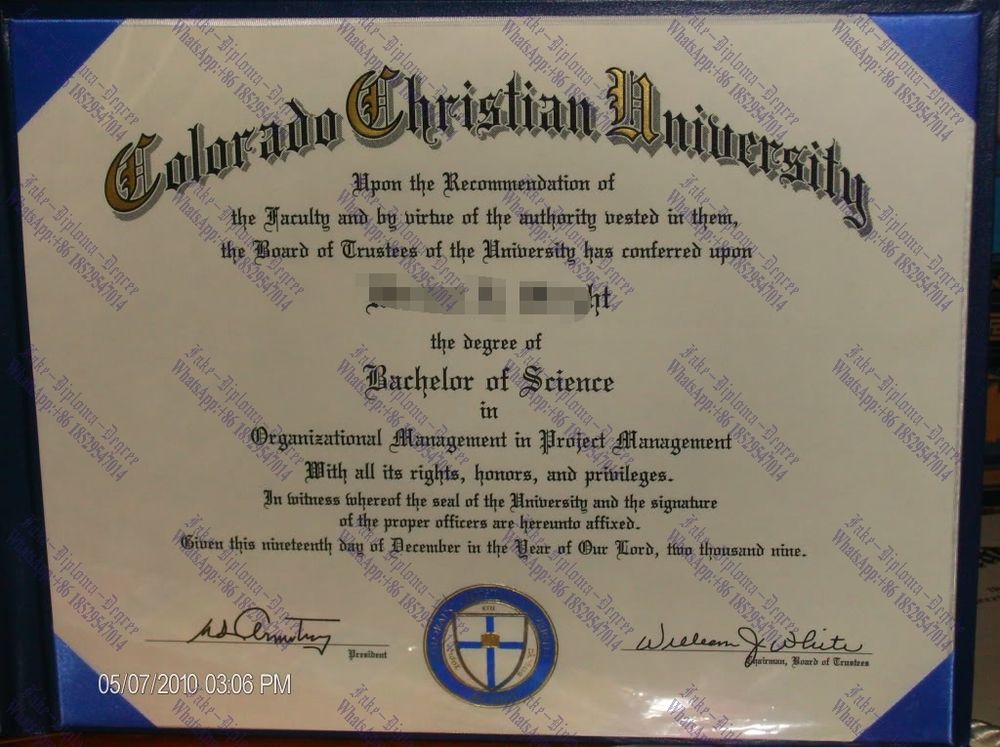 Colorado Christian University
Upon the Recommendation of
the Faculty and by virtue of the authority vested in them,
the Board of Trustees of the University has conferred upon
ht
the degree of
Bachelor of Science
in
Organizational Management in Project Management
With all its rights, honors, and privileges.
In witness whereof the seal of the University and the signature
of the proper officers are hereunto affixed.
Given this nineteenth day of December in the Year of Our Lord, two thousand nine.
William J. White
President
Chairman, Board of Trustees
05/07/2010 03:06 PM
Fake-Diploma-Degree
WhatsApp:+86 18529547014